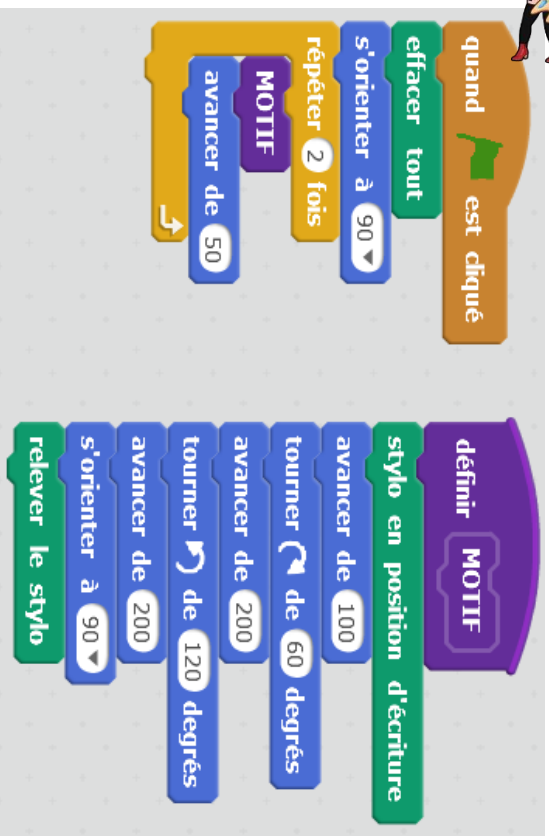 quand est cliqué
effacer tout
s'orienter à 90
répéter 2 fois
MOTIF
avancer de 50
définir MOTIF
stylo en position d'écriture
avancer de 100
tourner de 60 degrés
avancer de 200
tourner de 120 degrés
avancer de 200
s'orienter à 90
relever le stylo